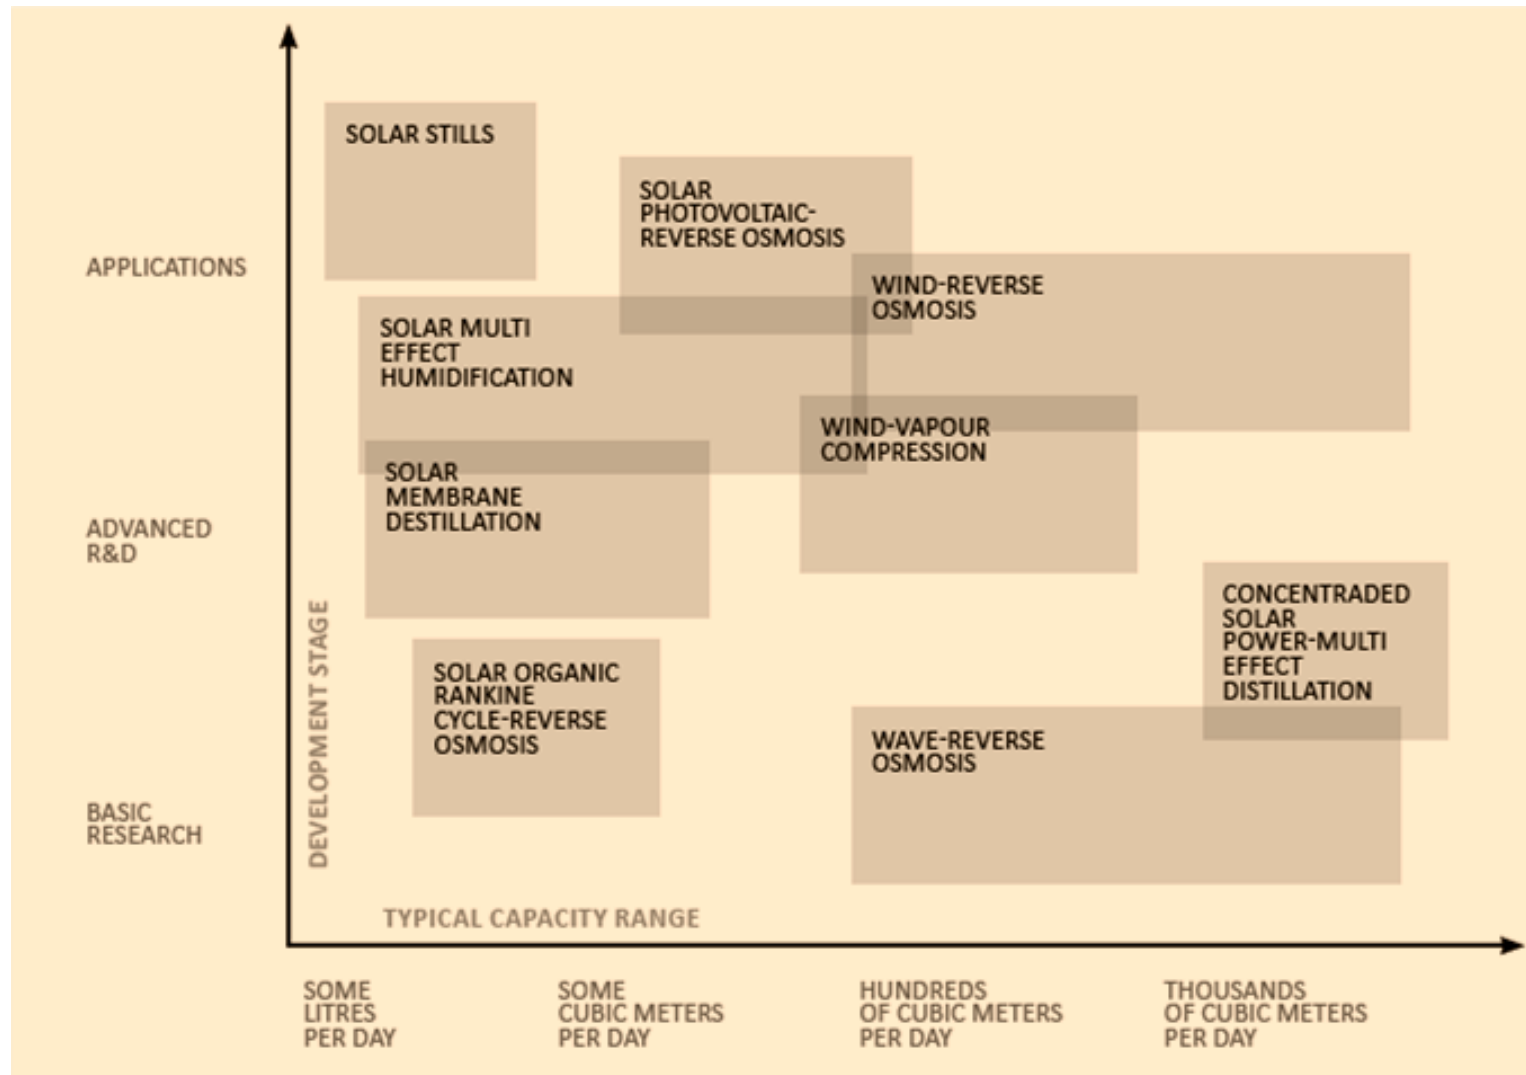 SOLAR STILLS
SOLAR
PHOTOVOLTAIC-
REVERSE OSMOSIS
APPLICATIONS
WIND-REVERSE
OSMOSIS
SOLAR MULTI
EFFECT
HUMIDIFICATION
WIND-VAPOUR
COMPRESSION
SOLAR
MEMBRANE
DESTILLATION
ADVANCED
R&D
CONCENTRADED
SOLAR
POWER-MULTI
EFFECT
DISTILLATION
DEVELOPMENT STAGE
SOLAR ORGANIC
RANKINE
CYCLE-REVERSE
OSMOSIS
WAVE-REVERSE
OSMOSIS
BASIC
RESEARCH
TYPICAL CAPACITY RANGE
SOME
LITRES
PER DAY
SOME
CUBIC METERS
PER DAY
HUNDREDS
OF CUBIC METERS
PER DAY
THOUSANDS
OF CUBIC METERS
PER DAY